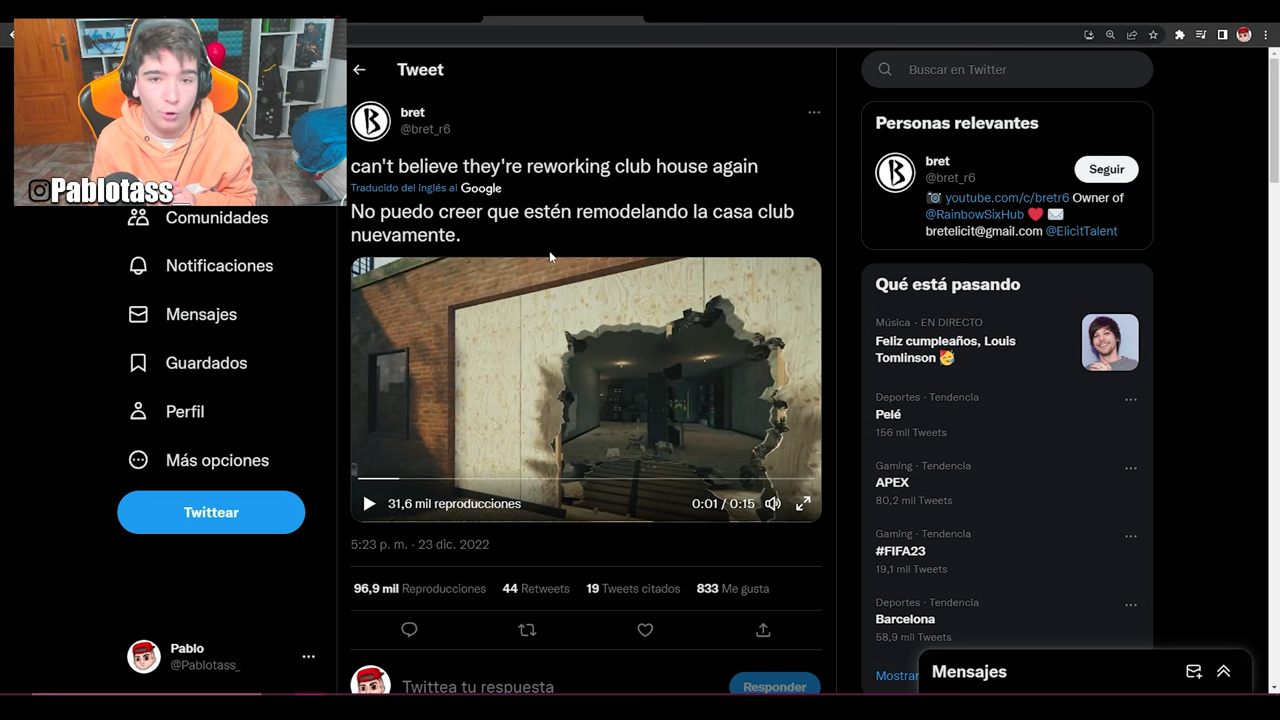 Pablotass_
Comunidades
Notificaciones
Mensajes
Guardados
Perfil
Más opciones
Twittear
Pablo
@Pablotass_
Tweet
bret
@bret_r6
can't believe they're reworking club house again
Traducido del inglés al Google
No puedo creer que estén remodelando la casa club
nuevamente.
31,6 mil reproducciones
0:01 / 0:15
5:23 p. m. · 23 dic. 2022
96,9 mil Reproducciones 44 Retweets 19 Tweets citados 833 Me gusta
Twittea tu respuesta
Responder
Buscar en Twitter
Personas relevantes
bret
@bret_r6
Seguir
youtube.com/c/bretr6 Owner of
@RainbowSixHub
bretelicit@gmail.com @ElicitTalent
Qué está pasando
Música · EN DIRECTO
Feliz cumpleaños, Louis
Tomlinson
Deportes · Tendencia
Pelé
156 mil Tweets
Gaming · Tendencia
APEX
80,2 mil Tweets
Gaming · Tendencia
#FIFA23
19,1 mil Tweets
Deportes · Tendencia
Barcelona
58,9 mil Tweets
Mostrar
Mensajes